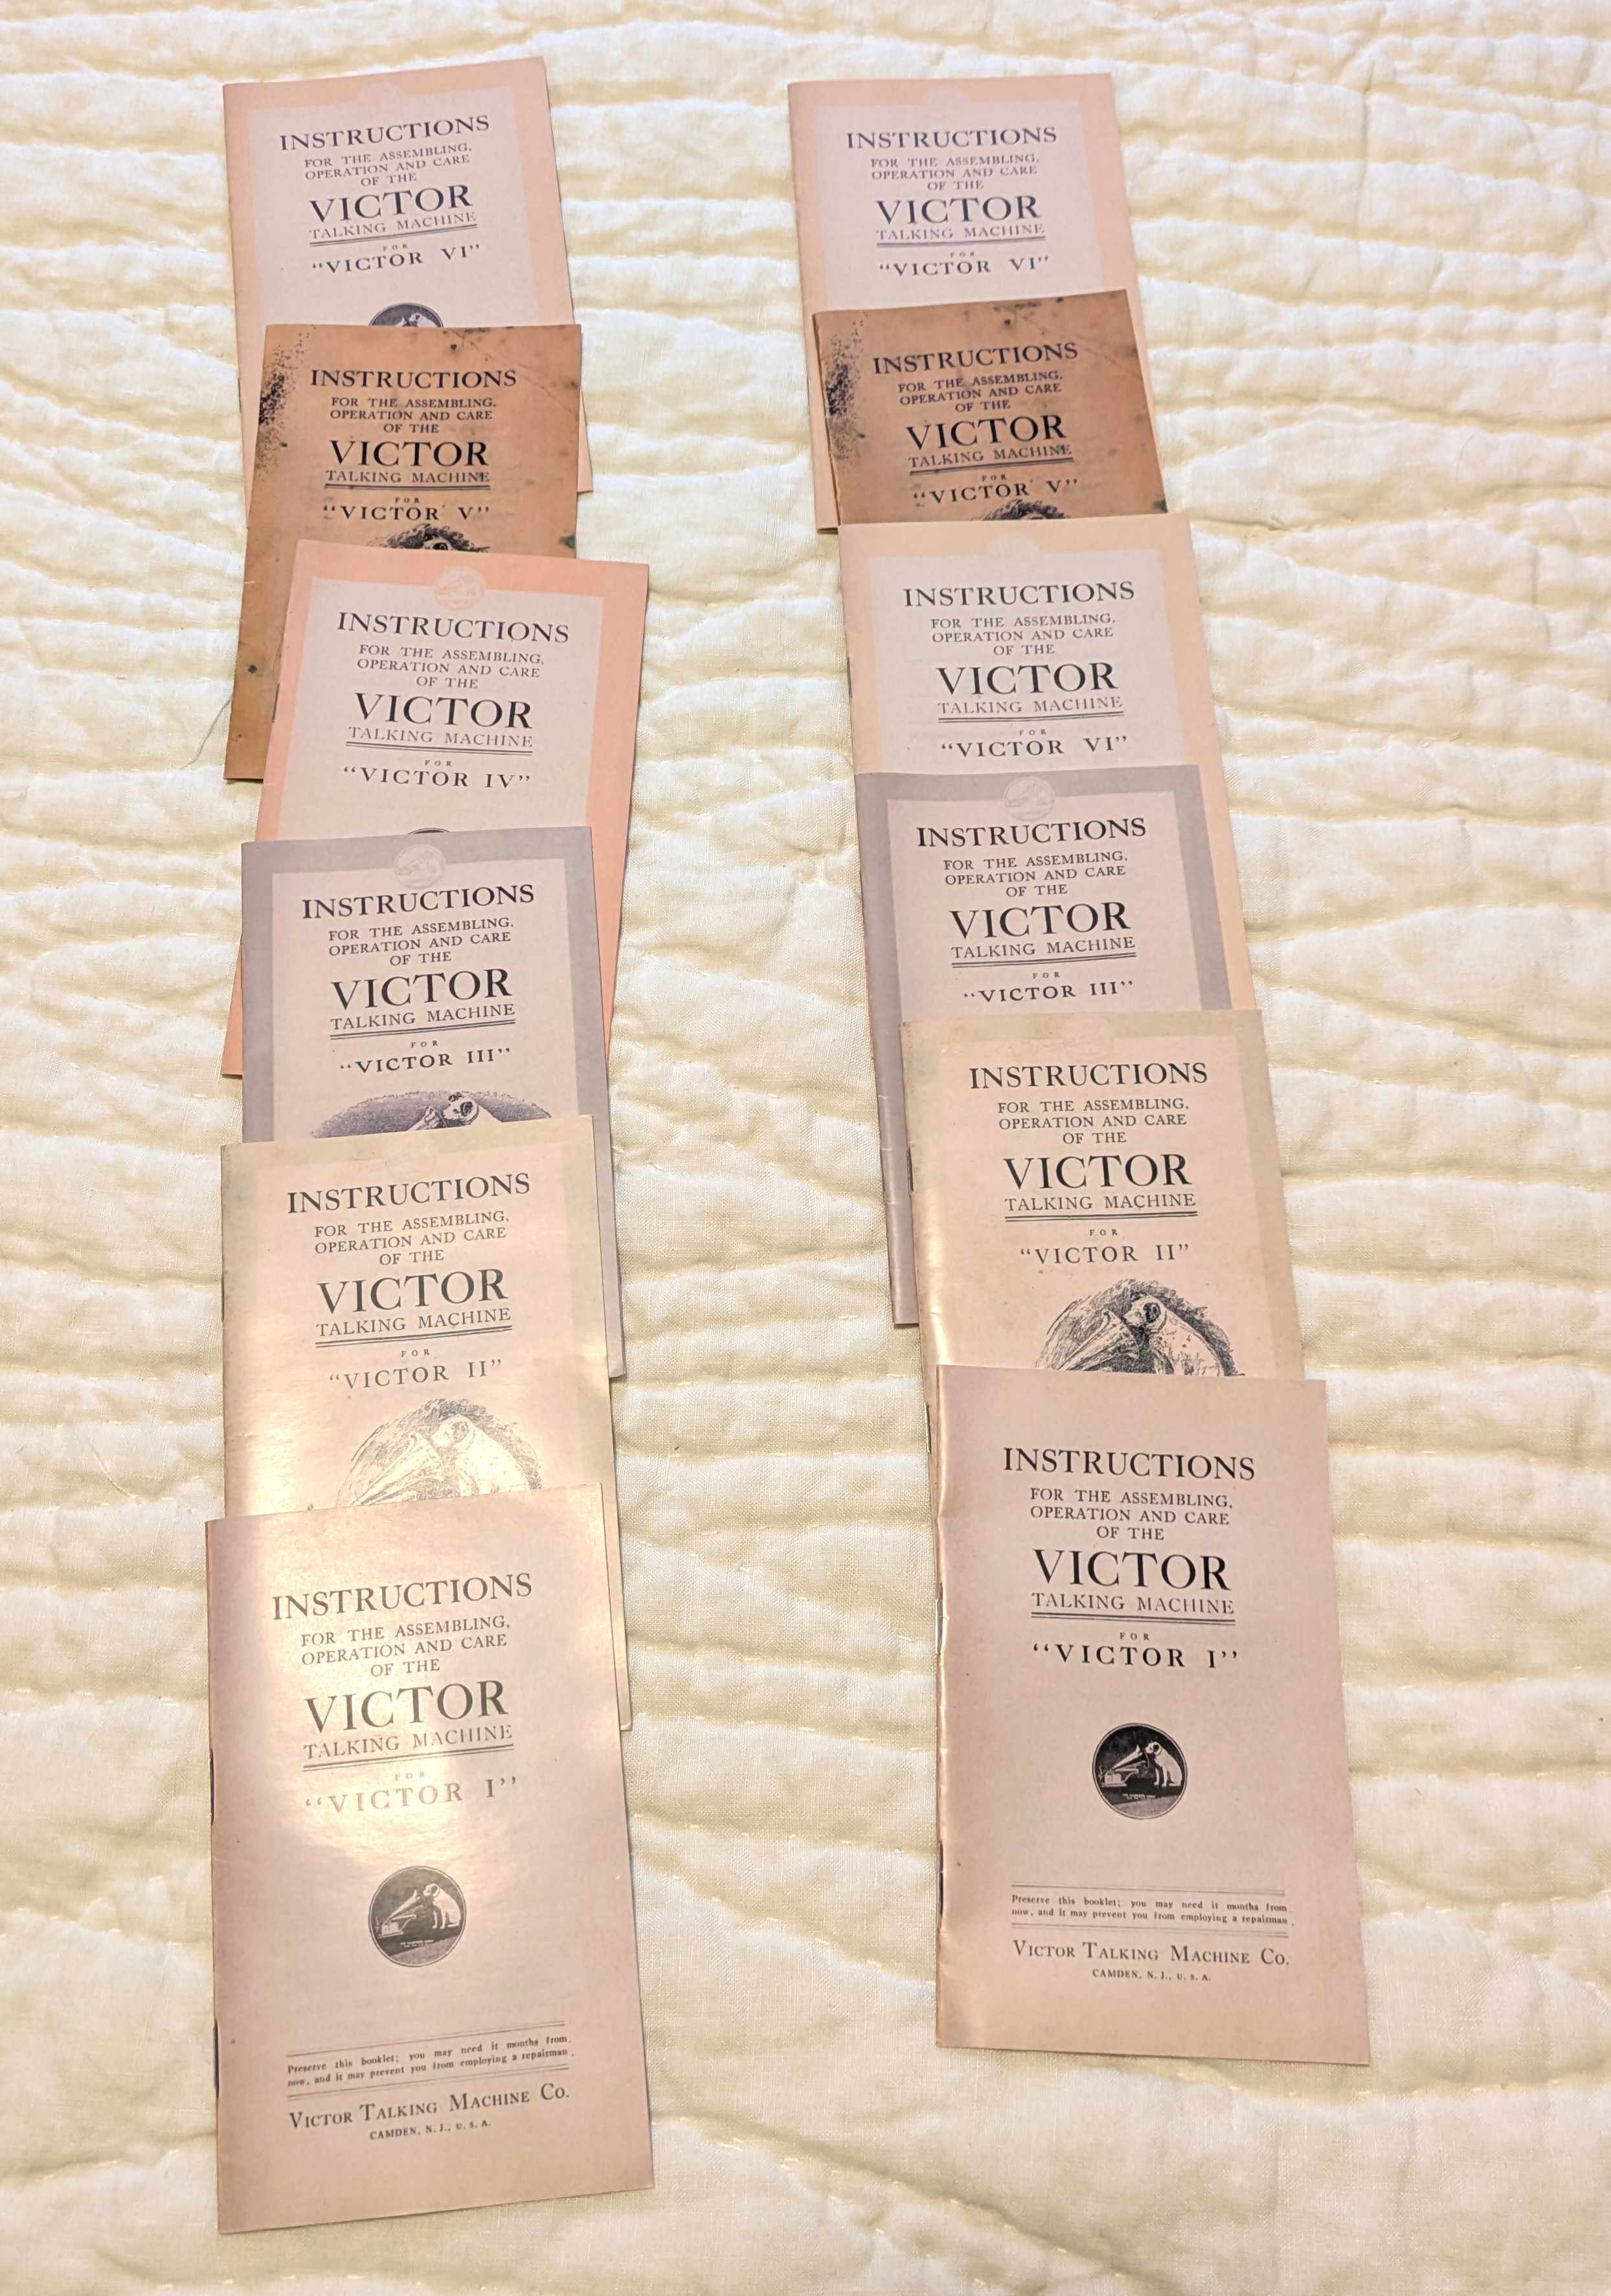 INSTRUCTIONS
FOR THE ASSEMBLING,
OPERATION AND CARE
OF THE
VICTOR
TALKING MACHINE
FOR
“VICTOR VI”
INSTRUCTIONS
FOR THE ASSEMBLING,
OPERATION AND CARE
OF THE
VICTOR
TALKING MACHINE
FOR
“VICTOR V”
INSTRUCTIONS
FOR THE ASSEMBLING,
OPERATION AND CARE
OF THE
VICTOR
TALKING MACHINE
FOR
“VICTOR IV”
INSTRUCTIONS
FOR THE ASSEMBLING,
OPERATION AND CARE
OF THE
VICTOR
TALKING MACHINE
FOR
“VICTOR III”
INSTRUCTIONS
FOR THE ASSEMBLING,
OPERATION AND CARE
OF THE
VICTOR
TALKING MACHINE
FOR
“VICTOR II”
INSTRUCTIONS
FOR THE ASSEMBLING,
OPERATION AND CARE
OF THE
VICTOR
TALKING MACHINE
FOR
“VICTOR I”
Preserve this booklet; you may need it months from
now, and it may prevent you from employing a repairman.
VICTOR TALKING MACHINE CO.
CAMDEN, N. J., U. S. A.
INSTRUCTIONS
FOR THE ASSEMBLING,
OPERATION AND CARE
OF THE
VICTOR
TALKING MACHINE
FOR
“VICTOR VI”
INSTRUCTIONS
FOR THE ASSEMBLING,
OPERATION AND CARE
OF THE
VICTOR
TALKING MACHINE
FOR
“VICTOR V”
INSTRUCTIONS
FOR THE ASSEMBLING,
OPERATION AND CARE
OF THE
VICTOR
TALKING MACHINE
FOR
“VICTOR VI”
INSTRUCTIONS
FOR THE ASSEMBLING,
OPERATION AND CARE
OF THE
VICTOR
TALKING MACHINE
FOR
“VICTOR III”
INSTRUCTIONS
FOR THE ASSEMBLING,
OPERATION AND CARE
OF THE
VICTOR
TALKING MACHINE
FOR
“VICTOR II”
INSTRUCTIONS
FOR THE ASSEMBLING,
OPERATION AND CARE
OF THE
VICTOR
TALKING MACHINE
FOR
“VICTOR I”
Preserve this booklet; you may need it months from
now, and it may prevent you from employing a repairman.
VICTOR TALKING MACHINE CO.
CAMDEN, N. J., U. S. A.